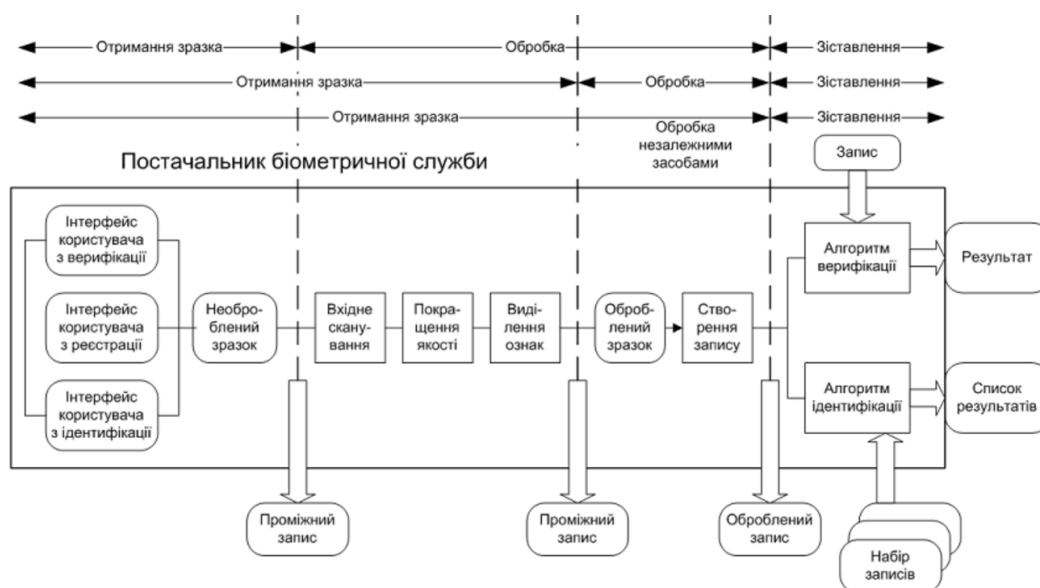 Отримання зразка
Обробка
Зіставлення
Отримання зразка
Обробка
Зіставлення
Отримання зразка
Зіставлення
Обробка
незалежними
засобами
Постачальник біометричної служби
Запис
Інтерфейс
користувача
з верифікації
Інтерфейс
користувача
з реєстрації
Інтерфейс
користувача
з ідентифікації
Необро-
блений
зразок
Вхідне
скану-
вання
Покра-
щення
якості
Виді-
лення
ознак
Оброб-
лений
зразок
Ство-
рення
запису
Алгоритм
верифікації
Результат
Алгоритм
ідентифікації
Список
результатів
Проміжний
запис
Проміжний
запис
Оброблений
запис
Набір
записів